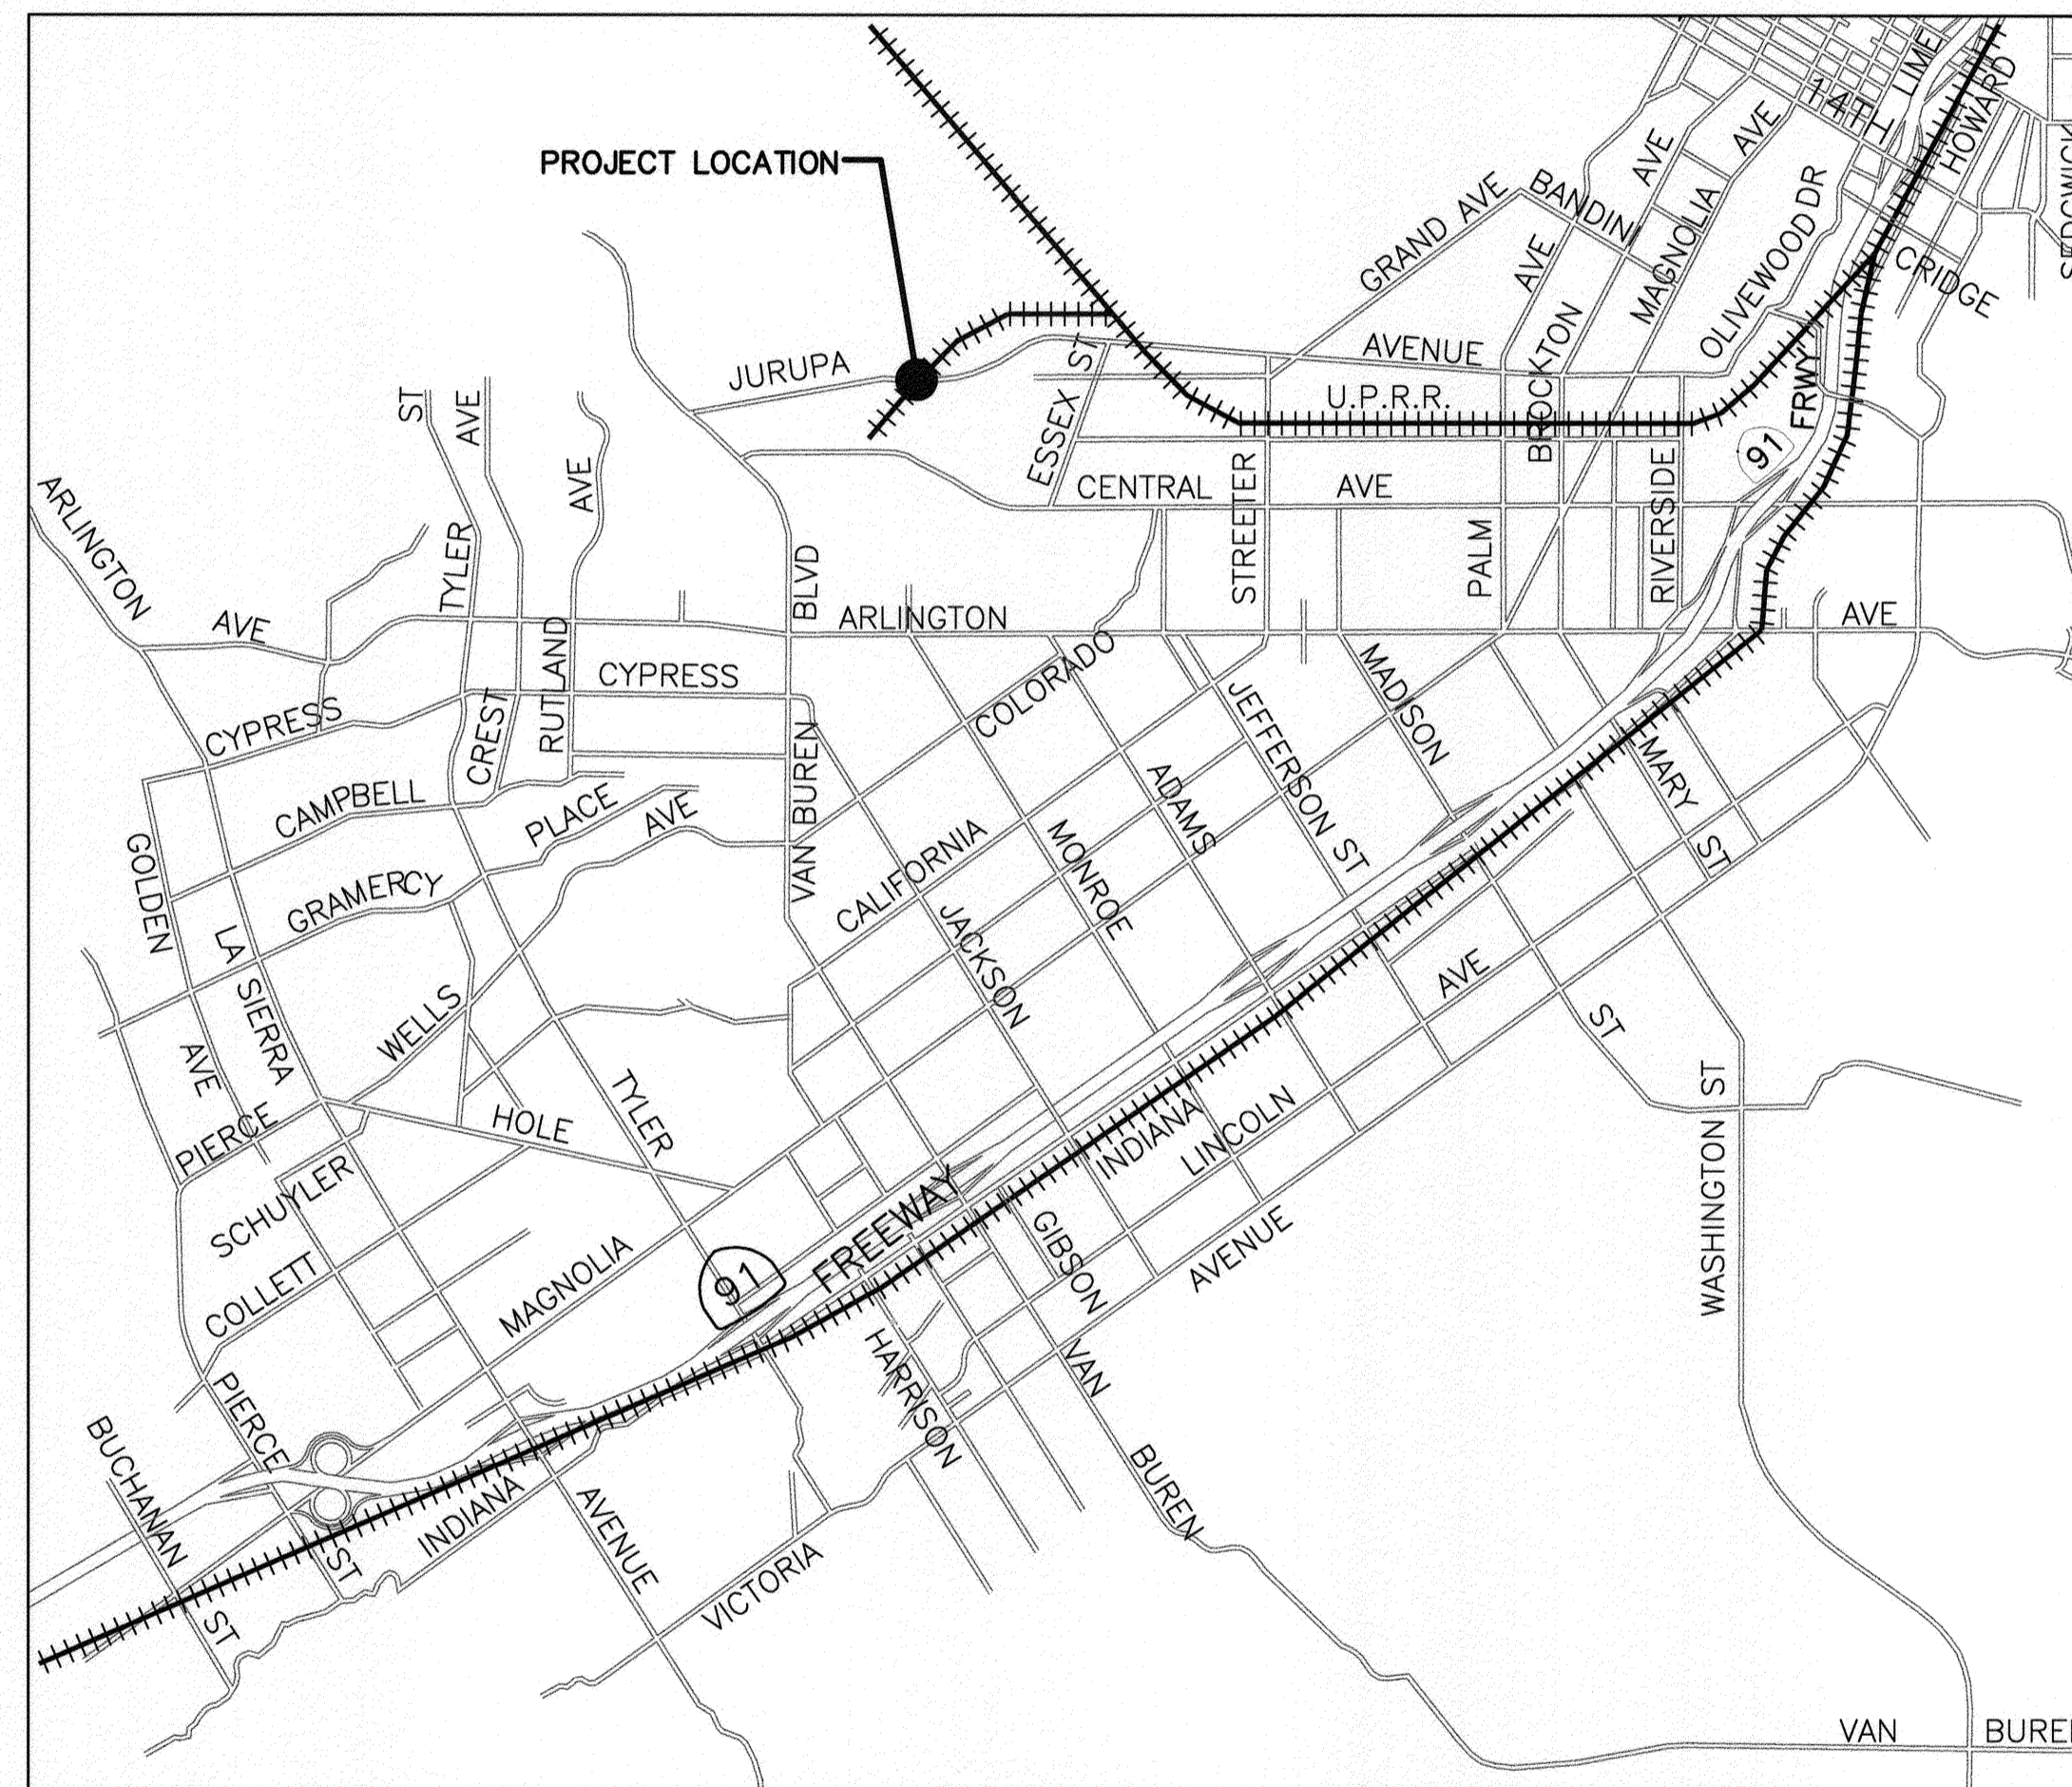 LIME
HOWARD
14TH
SEDGWICK
AVE
AVE
PROJECT LOCATION
BANDINI
GRAND AVE
OLIVEWOOD DR
MAGNOLIA
AVE
CRIDGE
JURUPA
AVENUE
ESSEX ST
U.P.R.R.
BROCKTON
FRWY
91
ST
AVE
AVE
ARLINGTON
CENTRAL
AVE
STREETER
PALM
RIVERSIDE
TYLER
BLVD
AVE
ARLINGTON
AVE
RUTLAND
CYPRESS
COLORADO
MADISON
JEFFERSON ST
CYPRESS
CREST
VAN BUREN
MARY
ST
CAMPBELL
PLACE
AVE
ADAMS
GOLDEN
GRAMERCY
CALIFORNIA
MONROE
LA SIERRA
JACKSON
AVE
WELLS
AVE
ST
PIERCE
HOLE
TYLER
INDIANA
LINCOLN
WASHINGTON ST
SCHUYLER
COLLETT
MAGNOLIA
91
FREEWAY
GIBSON
AVENUE
HARRISON
VAN
BUREN
PIERCE
ST
BUCHANAN
ST
INDIANA
AVENUE
VICTORIA
VAN
BURE